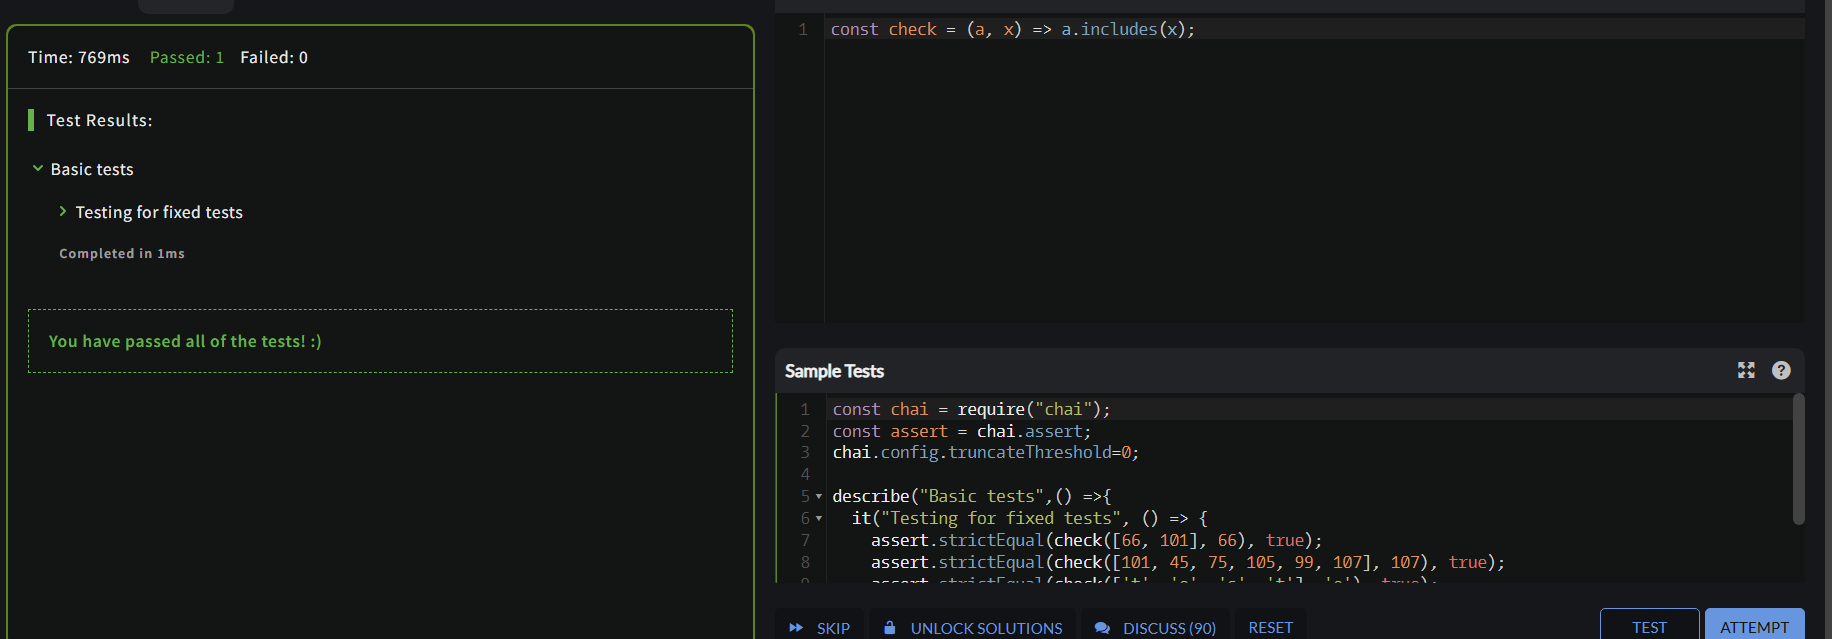 Time: 769ms Passed: 1 Failed: 0
Test Results:
Basic tests
Testing for fixed tests
Completed in 1ms
You have passed all of the tests! :)
1 const check = (a, x) => a.includes(x);
Sample Tests
1 const chai = require("chai");
2 const assert = chai.assert;
3 chai.config.truncateThreshold=0;
4
5 describe("Basic tests",() =>{
6 it("Testing for fixed tests", () => {
7 assert.strictEqual(check([66, 101], 66), true);
8 assert.strictEqual(check([101, 45, 75, 105, 99, 107], 107), true);
SKIP UNLOCK SOLUTIONS DISCUSS (90) RESET TEST ATTEMPT